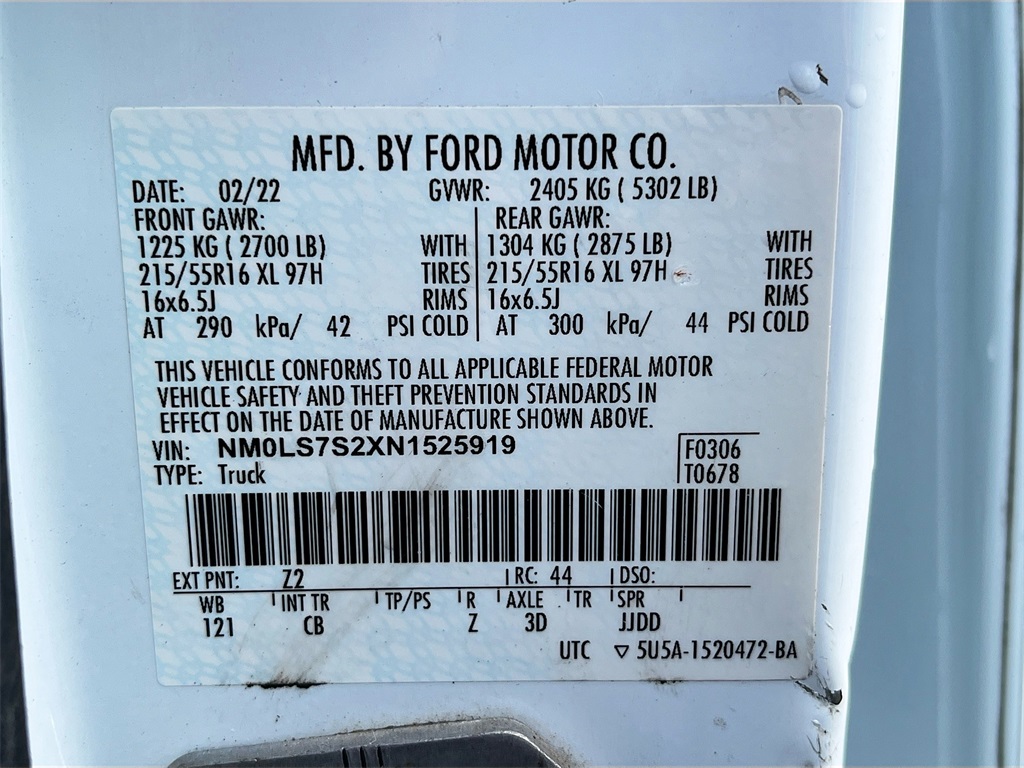 MFD. BY FORD MOTOR CO.
DATE: 02/22 GVWR: 2405 KG ( 5302 LB)
FRONT GAWR: REAR GAWR:
1225 KG ( 2700 LB) WITH 1304 KG ( 2875 LB) WITH
215/55R16 XL 97H TIRES 215/55R16 XL 97H TIRES
16x6.5J RIMS 16x6.5J RIMS
AT 290 kPa/ 42 PSI COLD AT 300 kPa/ 44 PSI COLD
THIS VEHICLE CONFORMS TO ALL APPLICABLE FEDERAL MOTOR
VEHICLE SAFETY AND THEFT PREVENTION STANDARDS IN
EFFECT ON THE DATE OF MANUFACTURE SHOWN ABOVE.
VIN: NM0LS7S2XN1525919 F0306
TYPE: Truck T0678
EXT PNT: Z2 RC: 44 DSO:
WB INT TR TP/PS R AXLE TR SPR
121 CB Z 3D JJDD
UTC ▽ 5U5A-1520472-BA